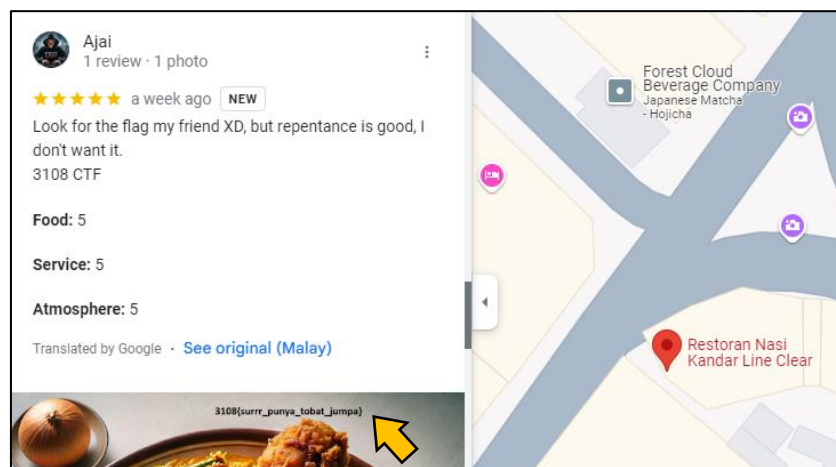 Ajai
1 review · 1 photo
a week ago NEW
Look for the flag my friend XD, but repentance is good, I
don't want it.
3108 CTF
Food: 5
Service: 5
Atmosphere: 5
Translated by Google · See original (Malay)
3108{surrr_punya_tobat_jumpa}
Forest Cloud
Beverage Company
Japanese Matcha
- Hojicha
Restoran Nasi
Kandar Line Clear